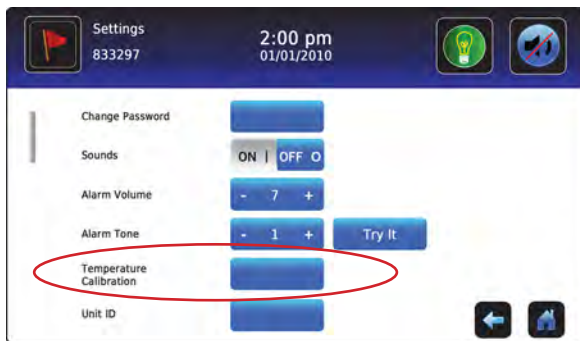 Settings
2:00 pm
833297
01/01/2010
Change Password
Sounds ON | OFF O
Alarm Volume - 7 +
Alarm Tone - 1 + Try It
Temperature
Calibration
Unit ID